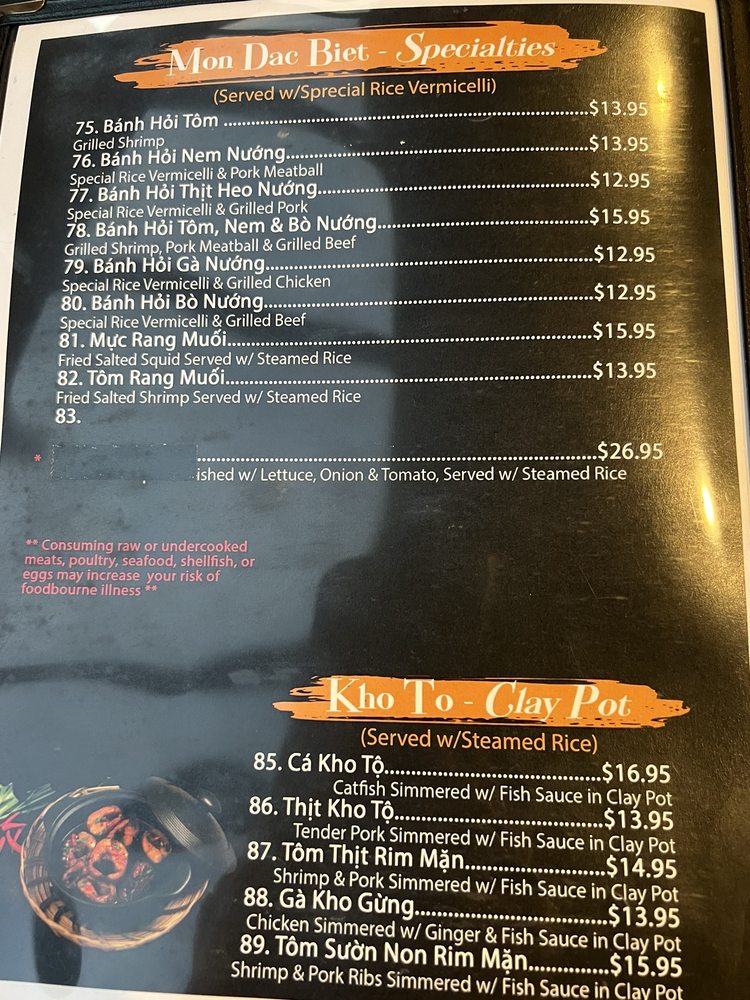 Mon Dac Biet - Specialties
(Served w/Sprecial Rice Vermicelli)
75. Bánh Hỏi Tôm ........ $13.95
Grilled Shrimp
76. Bánh Hỏi Nem Nướng........ $13.95
Special Rice Vermicelli & Pork Meatball
77. Bánh Hỏi Thịt Heo Nướng........ $12.95
Special Rice Vermicelli & Grilled Pork
78. Bánh Hỏi Tôm, Nem & Bò Nướng........ $15.95
Grilled Shrimp, Pork Meatball & Grilled Beef
79. Bánh Hỏi Gà Nướng........ $12.95
Special Rice Vermicelli & Grilled Chicken
80. Bánh Hỏi Bò Nướng........ $12.95
Special Rice Vermicelli & Grilled Beef
81. Mực Rang Muối........ $15.95
Fried Salted Squid Served w/ Steamed Rice
82. Tôm Rang Muối........ $13.95
Fried Salted Shrimp Served w/ Steamed Rice
83.
* ........ $26.95
ished w/ Lettuce, Onion & Tomato, Served w/ Steamed Rice
** Consuming raw or undercooked
meats, poultry, seafood, shellfish, or
eggs may increase your risk of
foodbourne illness **
Kho To - Clay Pot
(Served w/Steamed Rice)
85. Cá Kho Tộ........ $16.95
Catfish Simmered w/ Fish Sauce in Clay Pot
86. Thịt Kho Tộ........ $13.95
Tender Pork Simmered w/ Fish Sauce in Clay Pot
87. Tôm Thịt Rim Mặn........ $14.95
Shrimp & Pork Simmered w/ Fish Sauce in Clay Pot
88. Gà Kho Gừng........ $13.95
Chicken Simmered w/ Ginger & Fish Sauce in Clay Pot
89. Tôm Sườn Non Rim Mặn........ $15.95
Shrimp & Pork Ribs Simmered w/ Fish Sauce in Clay Pot